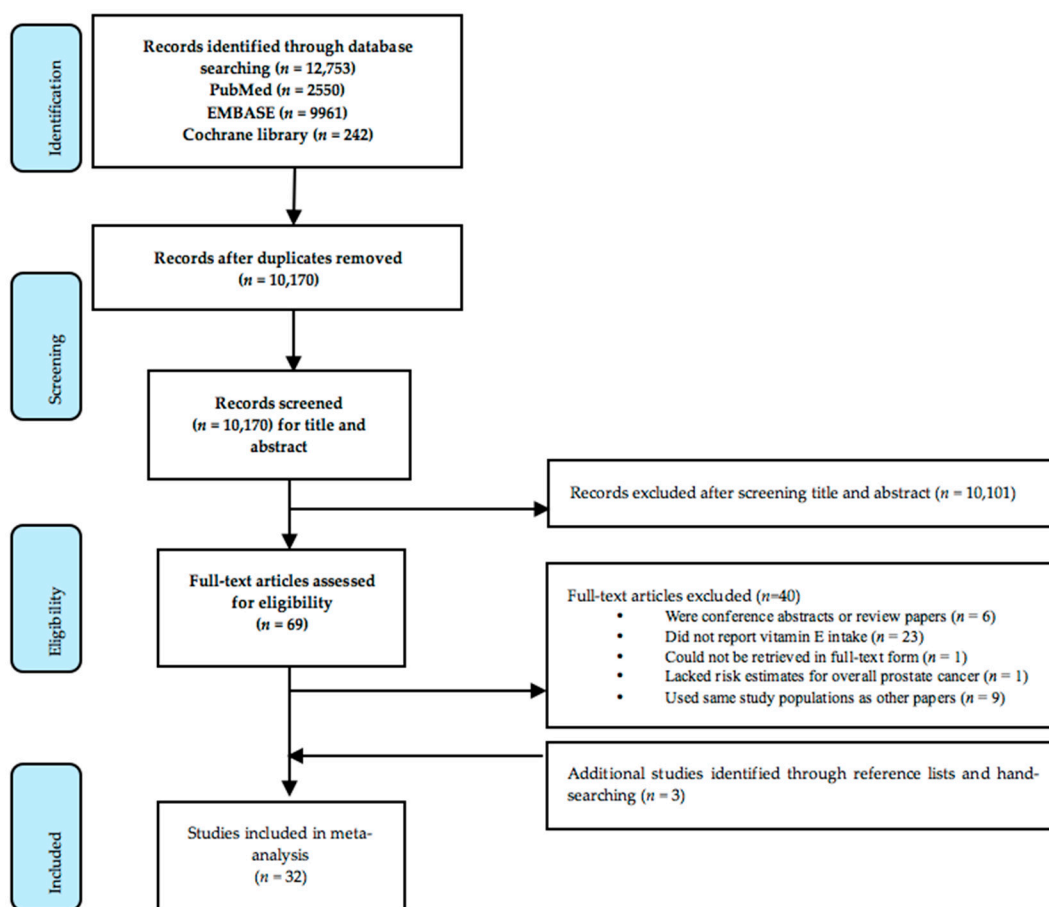 Identification
Records identified through database
searching (n = 12,753)
PubMed (n = 2550)
EMBASE (n = 9961)
Cochrane library (n = 242)
Records after duplicates removed
(n = 10,170)
Screening
Records screened
(n = 10,170) for title and
abstract
Records excluded after screening title and abstract (n = 10,101)
Eligibility
Full-text articles assessed
for eligibility
(n = 69)
Full-text articles excluded (n=40)
• Were conference abstracts or review papers (n = 6)
• Did not report vitamin E intake (n = 23)
• Could not be retrieved in full-text form (n = 1)
• Lacked risk estimates for overall prostate cancer (n = 1)
• Used same study populations as other papers (n = 9)
Additional studies identified through reference lists and hand-
searching (n = 3)
Included
Studies included in meta-
analysis
(n = 32)